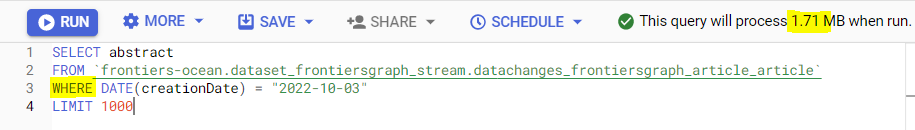 RUN MORE SAVE SHARE SCHEDULE This query will process 1.71 MB when run.
1 SELECT abstract
2 FROM `frontiers-ocean.dataset_frontiersgraph_stream.datachanges_frontiersgraph_article_article`
3 WHERE DATE(creationDate) = "2022-10-03"
4 LIMIT 1000